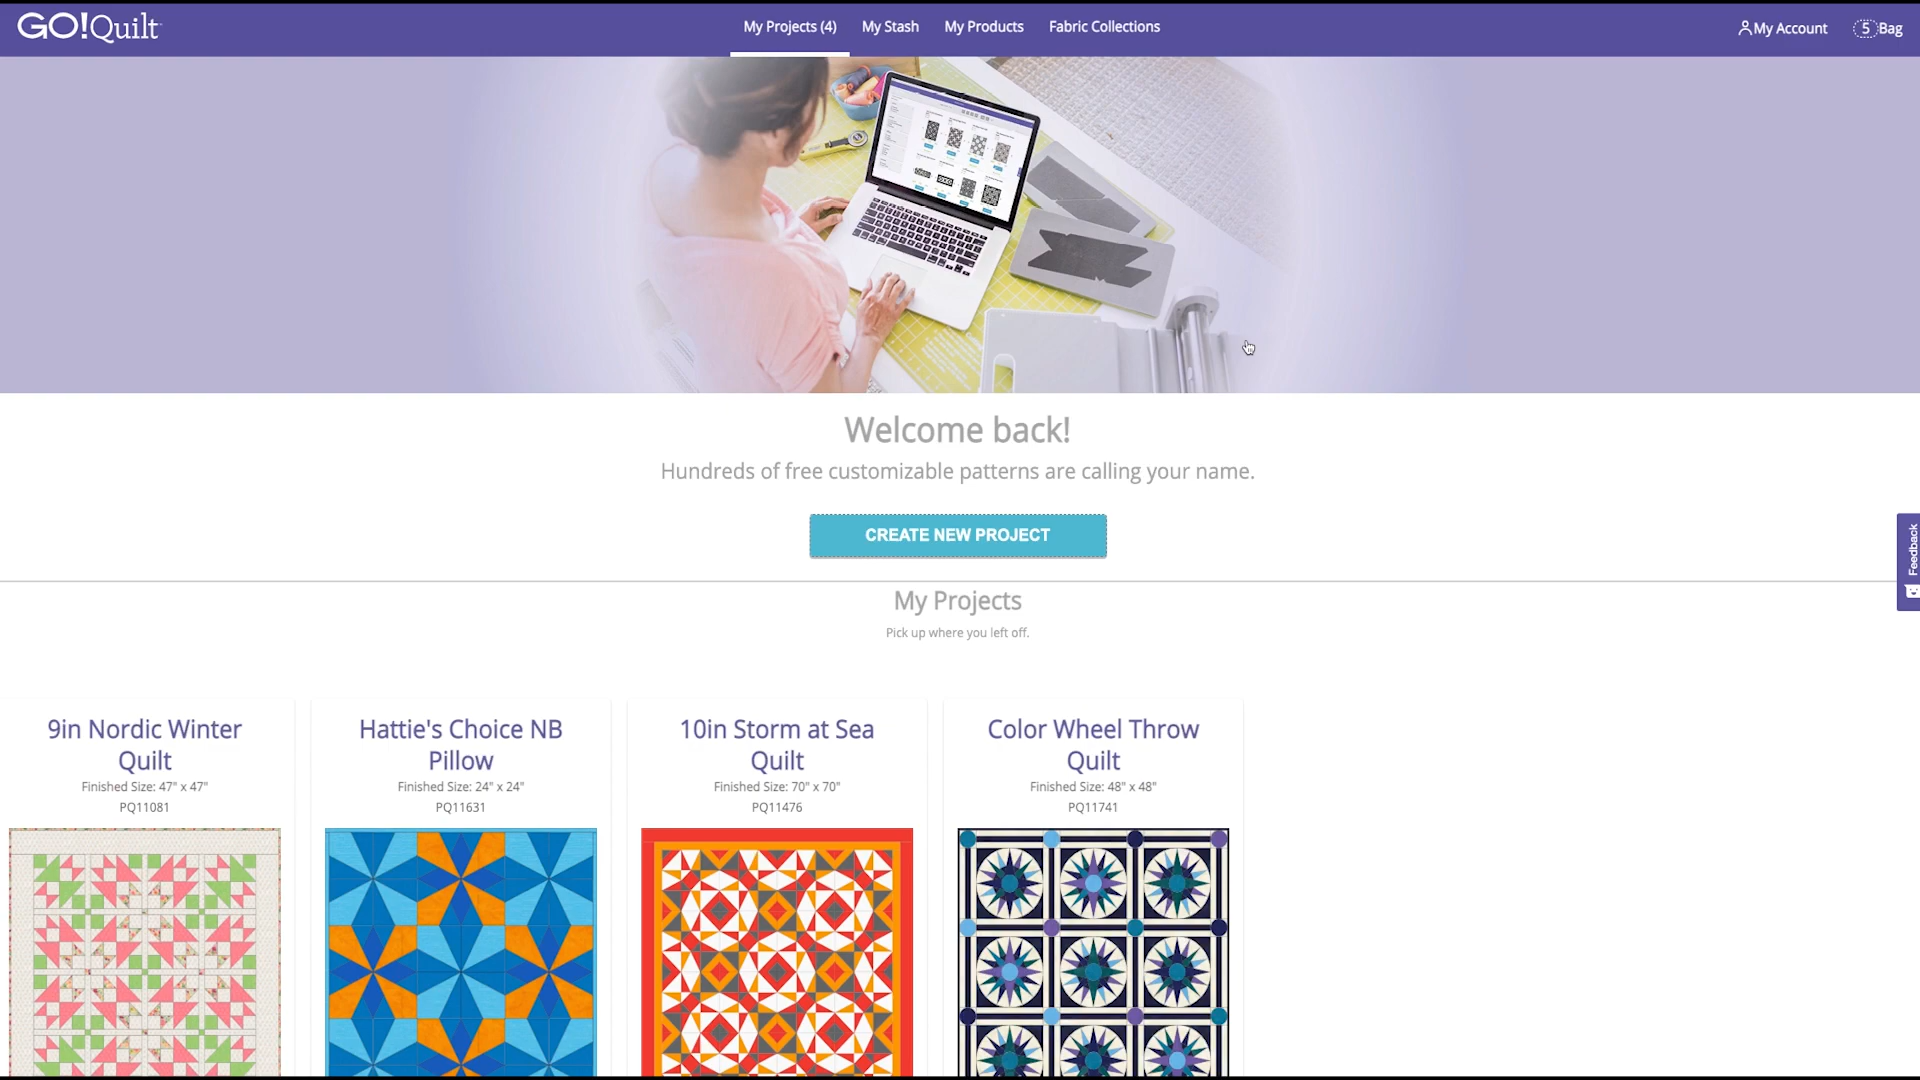 GO!Quilt
My Projects (4) My Stash My Products Fabric Collections
My Account 5 Bag
Welcome back!
Hundreds of free customizable patterns are calling your name.
CREATE NEW PROJECT
Feedback
My Projects
Pick up where you left off.
9in Nordic Winter
Quilt
Finished Size: 47" x 47"
PQ11081
Hattie's Choice NB
Pillow
Finished Size: 24" x 24"
PQ11631
10in Storm at Sea
Quilt
Finished Size: 70" x 70"
PQ11476
Color Wheel Throw
Quilt
Finished Size: 48" x 48"
PQ11741